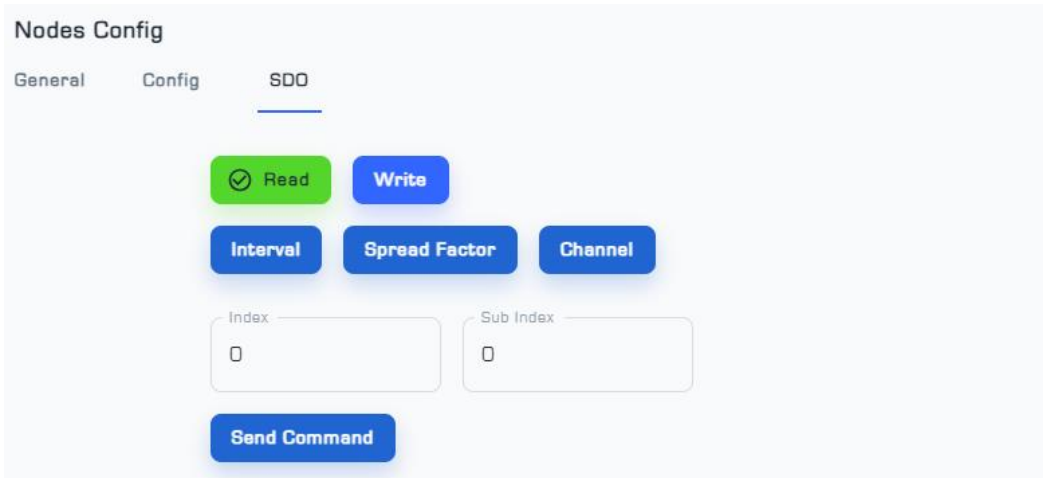 Nodes Config
General Config SDO
Read Write
Interval Spread Factor Channel
Index Sub Index
0 0
Send Command